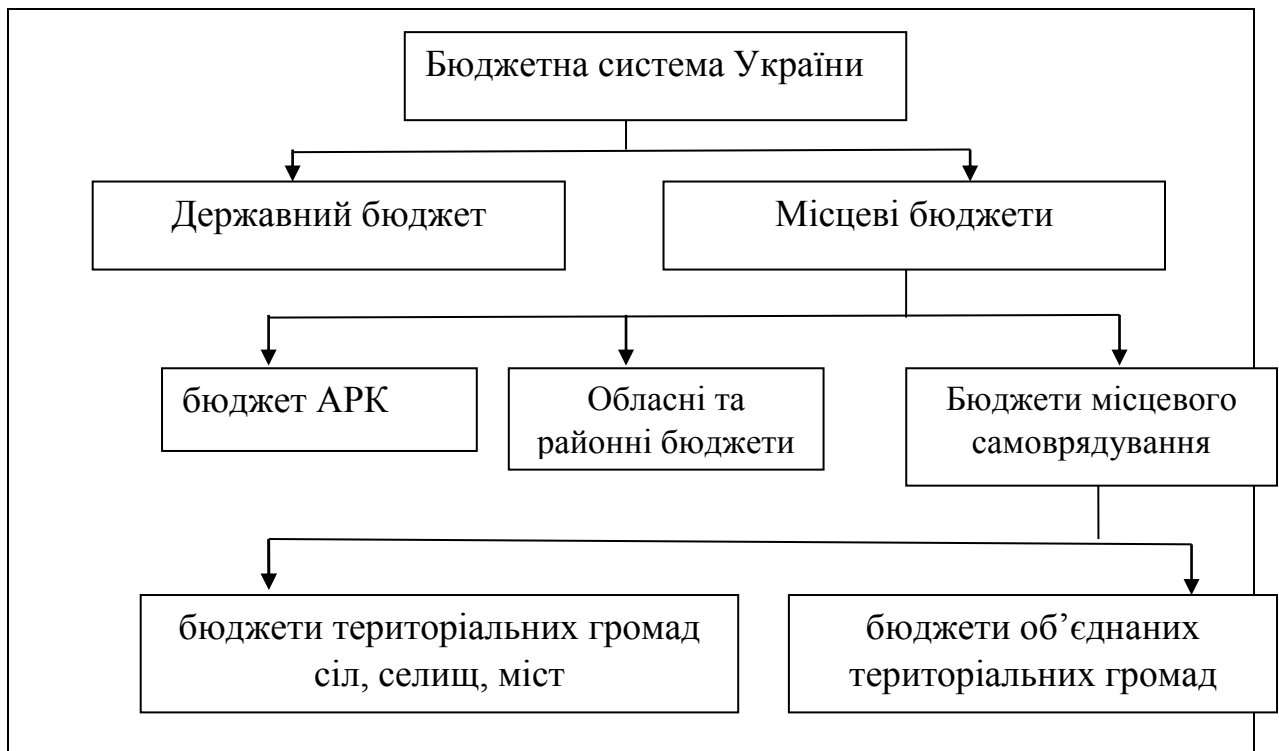 Бюджетна система України
Державний бюджет
Місцеві бюджети
бюджет АРК
Обласні та
районні бюджети
Бюджети місцевого
самоврядування
бюджети територіальних громад
сіл, селищ, міст
бюджети об’єднаних
територіальних громад